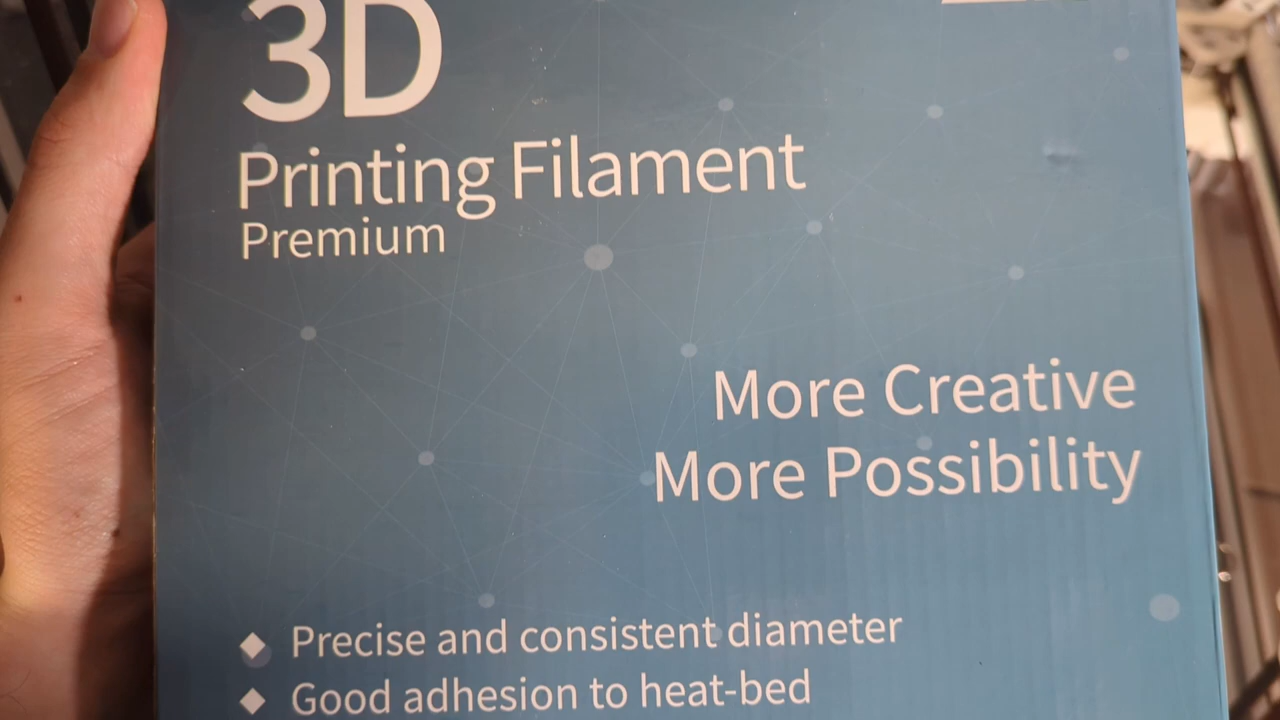 3D
Printing Filament
Premium
More Creative
More Possibility
◆ Precise and consistent diameter
◆ Good adhesion to heat-bed